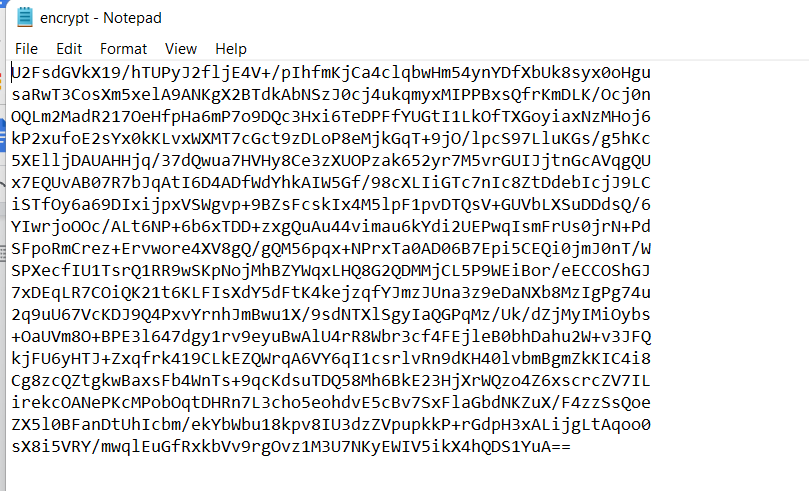 encrypt - Notepad
File Edit Format View Help
U2FsdGVkX19/hTUPyJ2fljE4V+/pIhfmKjCa4clqbwHm54ynYDfXbUk8syx0oHgu
saRwT3CosXm5xelA9ANKgX2BTdkAbNSzJ0cj4ukqmyxMIPPBxsQfrKmDLK/Ocj0n
OQLm2MadR217OeHfpHa6mP7o9DQc3Hxi6TeDPFfYUGtI1LkOfTXGoyiaxNzMHoj6
kP2xufoE2sYx0kKLvxWXMT7cGct9zDLoP8eMjkGqT+9jO/lpcS97LluKGs/g5hKc
5XElljDAUAHHjq/37dQwua7HVHy8Ce3zXUOPzak652yr7M5vrGUIJjtnGcAVqgQU
x7EQUvAB07R7bJqAtI6D4ADfWdYhkAIW5Gf/98cXLIiGTc7nIc8ZtDdebIcjJ9LC
iSTfOy6a69DIxijpxVSWgvp+9BZsFcskIx4M5lpF1pvDTQsV+GUVbLXSuDDdsQ/6
YIwrjoOOc/ALt6NP+6b6xTDD+zxgQuAu44vimau6kYdi2UEPwqIsmFrUs0jrN+Pd
SFpoRmCrez+Ervwore4XV8gQ/gQM56pqx+NPrxTa0AD06B7Epi5CEQi0jmJ0nT/W
SPXecfIU1TsrQ1RR9wSKpNojMhBZYWqxLHQ8G2QDMMjCL5P9WEiBor/eECCOShGJ
7xDEqLR7COiQK21t6KLFIsXdY5dFtK4kejzqfYJmzJUna3z9eDaNXb8MzIgPg74u
2q9uU67VcKDJ9Q4PxvYrnhJmBwu1X/9sdNTXlSgyIaQGPqMz/Uk/dZjMyIMiOybs
+OaUVm8O+BPE3l647dgy1rv9eyuBwAlU4rR8Wbr3cf4FEjleB0bhDahu2W+v3JFQ
kjFU6yHTJ+Zxqfrk419CLkEZQWrqA6VY6qI1csrlvRn9dKH40lvbmBgmZkKIC4i8
Cg8zcQZtgkwBaxsFb4WnTs+9qcKdsuTDQ58Mh6BkE23HjXrWQzo4Z6xscrcZV7IL
irekcOANePKcMPobOqtDHRn7L3cho5eohdvE5cBv7SxFlaGbdNKZuX/F4zzSsQoe
ZX5l0BFanDtUhIcbm/ekYbWbu18kpv8IU3dzZVpupkkP+rGdpH3xALijgLtAqoo0
sX8i5VRY/mwqlEuGfRxkbVv9rgOvz1M3U7NKyEWIV5ikX4hQDS1YuA==